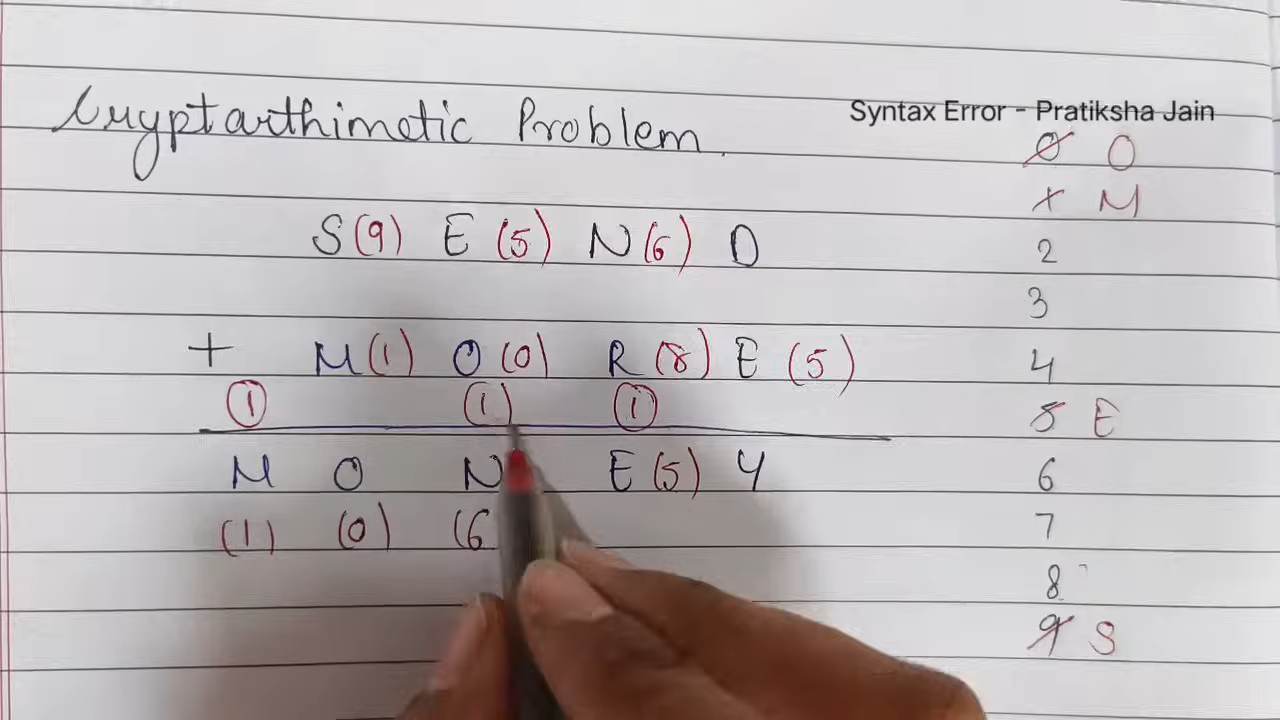 Cryptarthimetic Problem.
Syntax Error - Pratiksha Jain
0 O
1 M
S(9) E(5) N(6) D
2
3
+ M(1) O(0) R(8) E(5)
4
(1) (1) (1)
5 E
M O N E(5) Y
6
(1) (0) (6
7
8
9 S